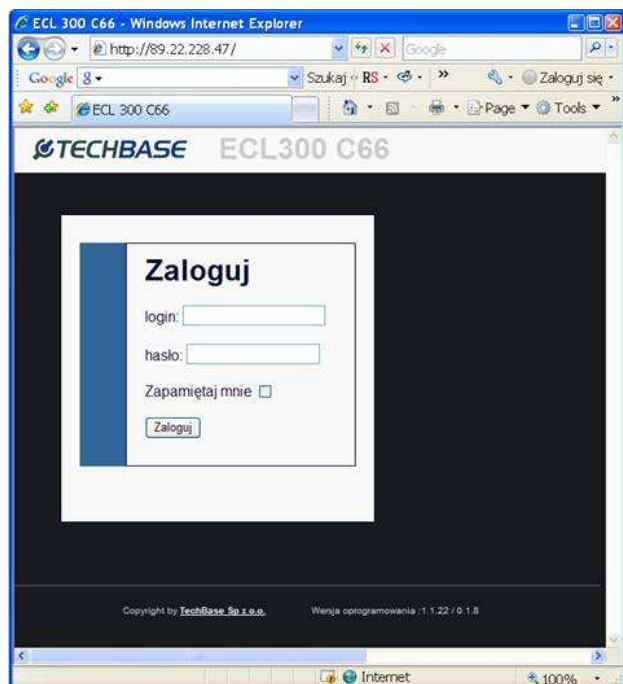 ECL 300 C66 - Windows Internet Explorer
http://89.22.228.47/ Google
Google Szukaj RS Zaloguj się
ECL 300 C66 Page Tools
TECHBASE ECL300 C66
Zaloguj
login:
hasło:
Zapamiętaj mnie
Zaloguj
Copyright by TechBase Sp z o.o. Wersja oprogramowania :1.1.22 / 0.1.8
Internet 100%